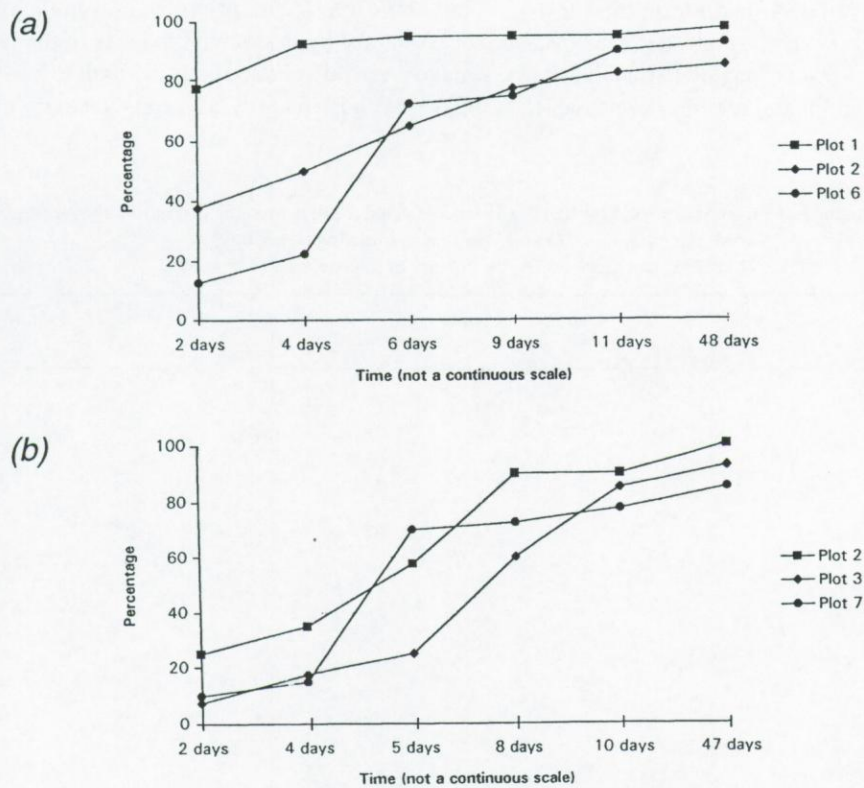 (a)
100
80
60
40
20
0
Percentage
2 days 4 days 6 days 9 days 11 days 48 days
Time (not a continuous scale)
Plot 1
Plot 2
Plot 6
(b)
100
80
60
40
20
0
Percentage
2 days 4 days 5 days 8 days 10 days 47 days
Time (not a continuous scale)
Plot 2
Plot 3
Plot 7